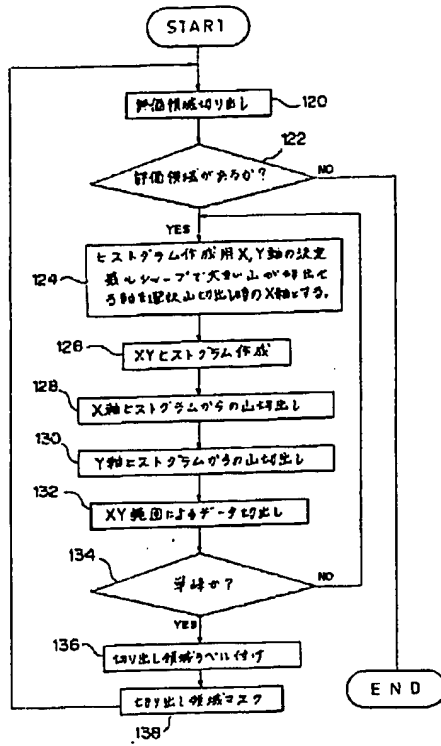 START
評価領域切り出し
120
122
評価領域があるか?
NO
YES
ヒストグラム作成用X,Y軸の決定
最もシャープで大きい山が切出せ
る軸を選択山切出し時のX軸とする。
124
126
XYヒストグラム作成
128
X軸ヒストグラムからの山切出し
130
Y軸ヒストグラムからの山切出し
132
XY範囲によるデータ切出し
134
単峰か?
NO
YES
136
切り出し領域ラベル付け
切り出し領域マスク
138
END